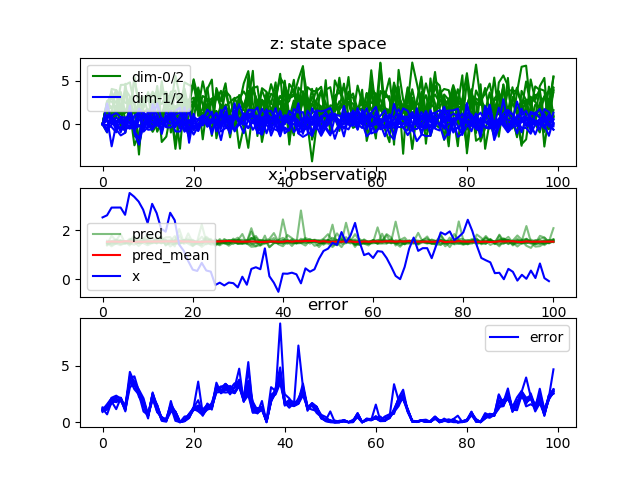 z: state space
5
0
dim-0/2
dim-1/2
0 20 40 60 80 100
x: observation
2
0
pred
pred_mean
x
0 20 40 60 80 100
error
5
0
error
0 20 40 60 80 100